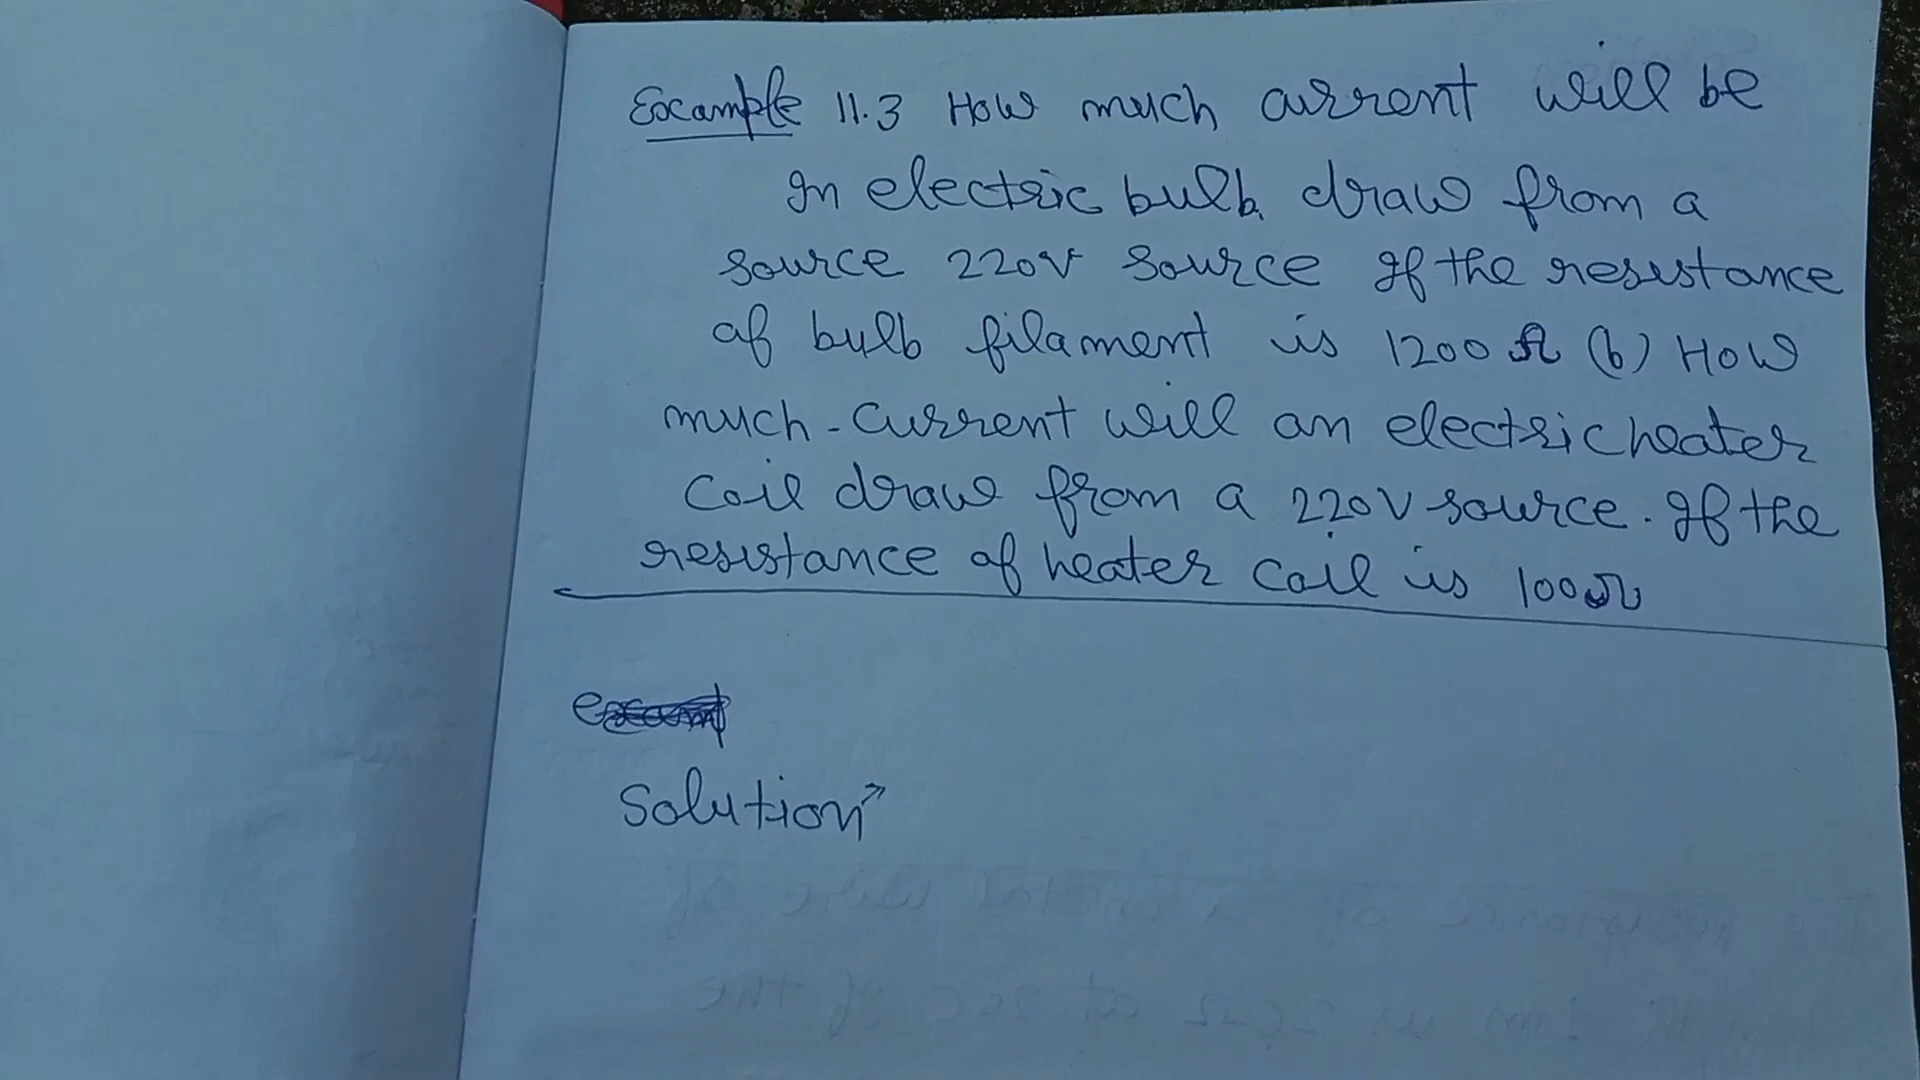 Example 11.3 How much current will be
In electric bulb draw from a
source 220V source If the resistance
of bulb filament is 1200 Ω (b) How
much - current will an electric heater
coil draw from a 220V source. If the
resistance of heater coil is 100Ω
Solution →